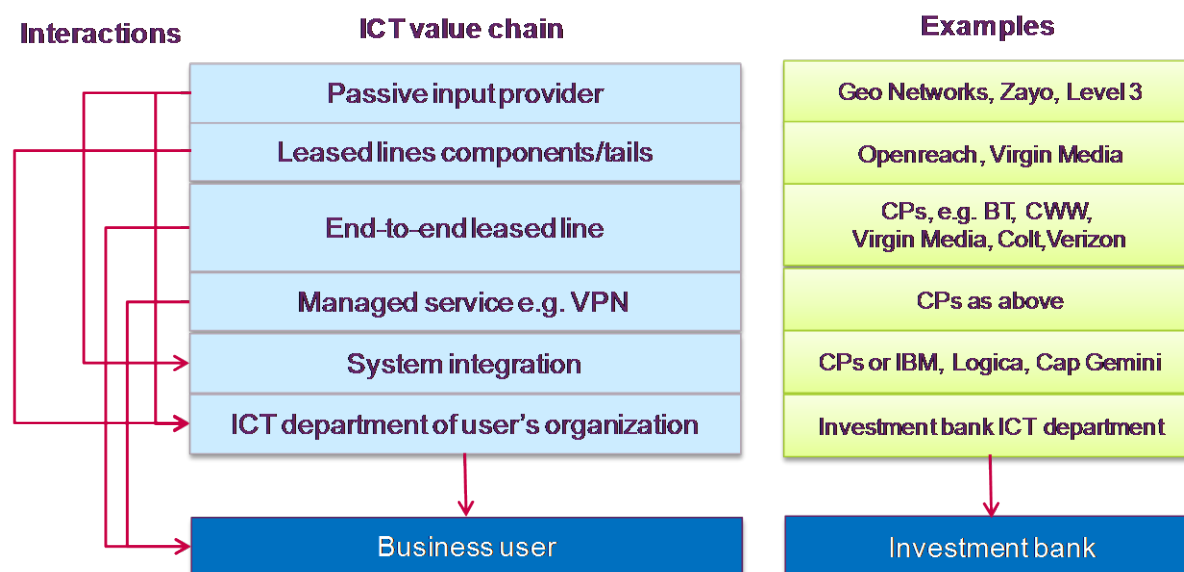 Interactions
ICT value chain
Examples
Passive input provider
Geo Networks, Zayo, Level 3
Leased lines components/tails
Openreach, Virgin Media
End-to-end leased line
CPs, e.g. BT, CWW,
Virgin Media, Colt,Verizon
Managed service e.g. VPN
CPs as above
System integration
CPs or IBM, Logica, Cap Gemini
ICT department of user's organization
Investment bank ICT department
Business user
Investment bank